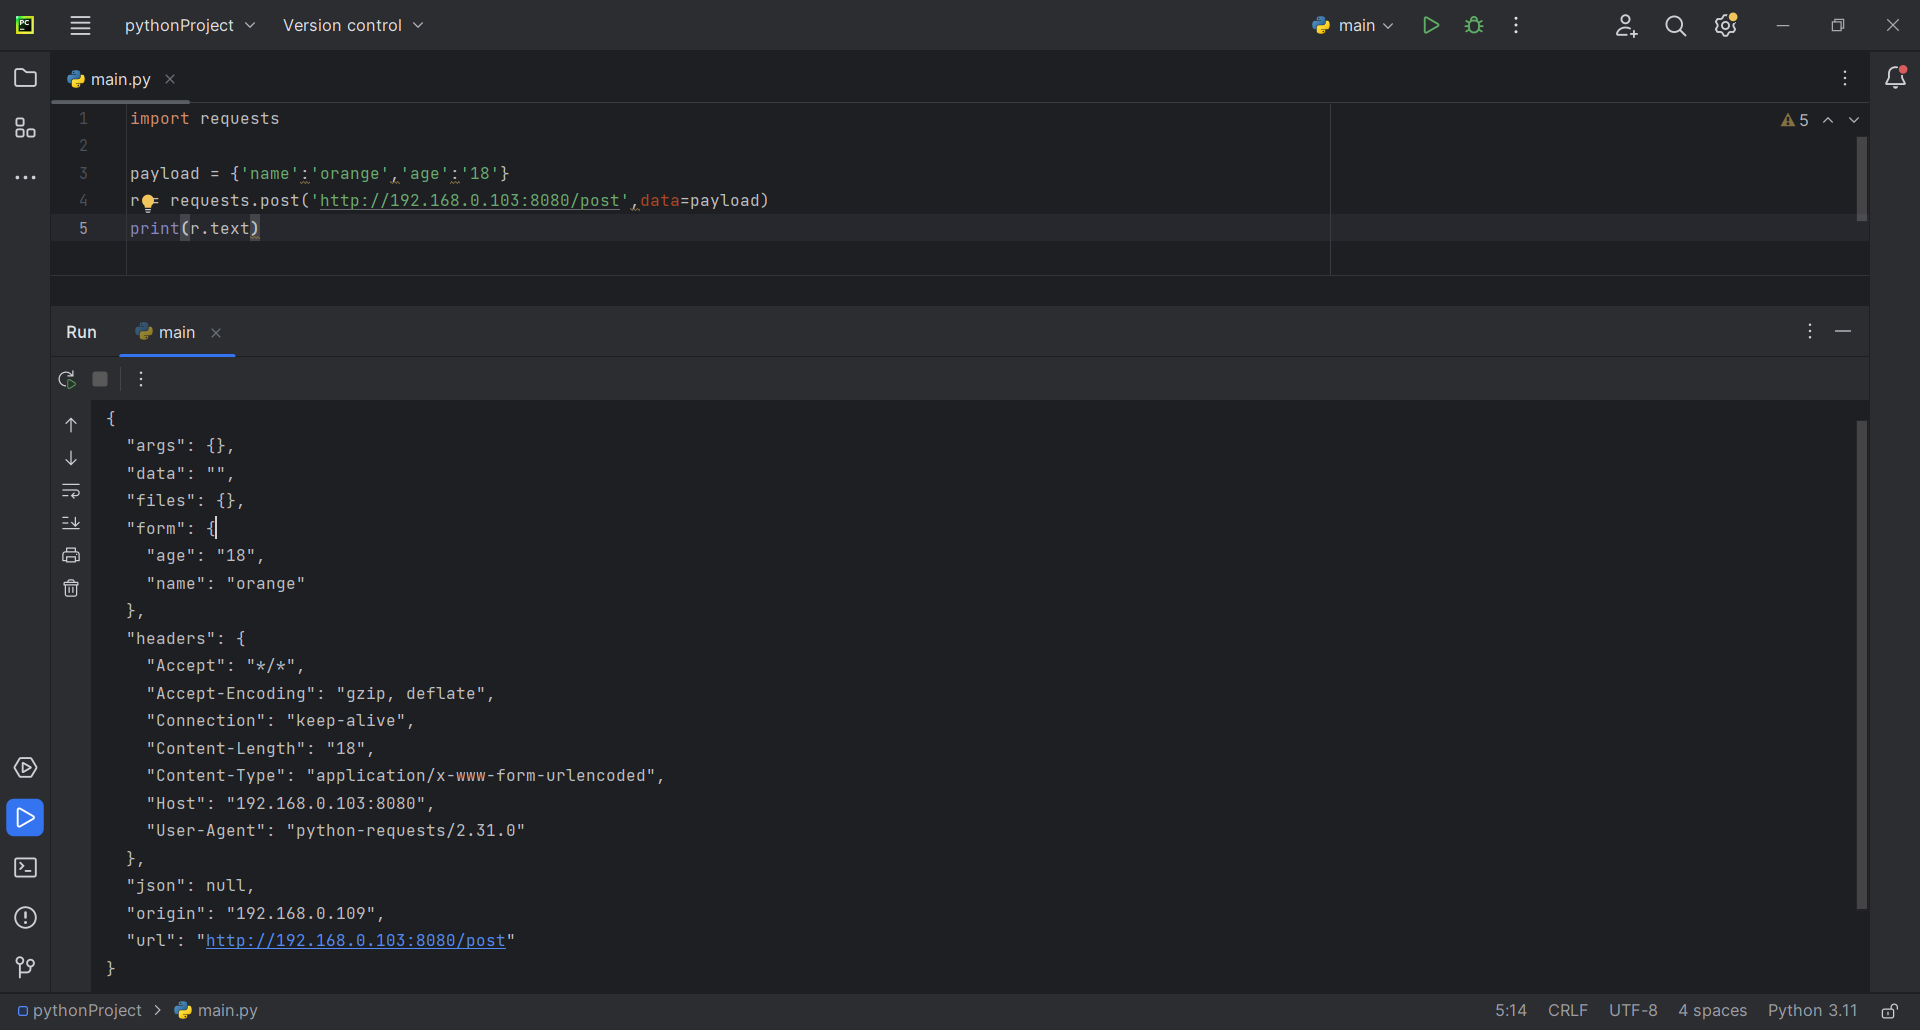 PC
pythonProject Version control main
main.py
5
1 import requests
2
3 payload = {'name':'orange','age':'18'}
4 r = requests.post('http://192.168.0.103:8080/post',data=payload)
5 print(r.text)
Run main
{
  "args": {},
  "data": "",
  "files": {},
  "form": {
    "age": "18",
    "name": "orange"
  },
  "headers": {
    "Accept": "*/*",
    "Accept-Encoding": "gzip, deflate",
    "Connection": "keep-alive",
    "Content-Length": "18",
    "Content-Type": "application/x-www-form-urlencoded",
    "Host": "192.168.0.103:8080",
    "User-Agent": "python-requests/2.31.0"
  },
  "json": null,
  "origin": "192.168.0.109",
  "url": "http://192.168.0.103:8080/post"
}
pythonProject > main.py 5:14 CRLF UTF-8 4 spaces Python 3.11